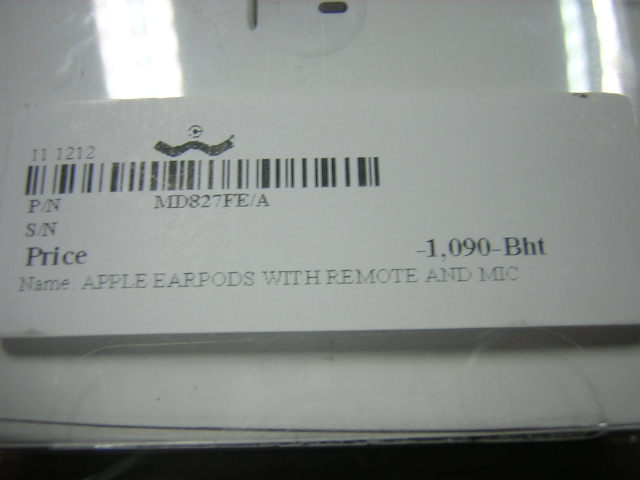 11 1212
P/N MD827FE/A
S/N
Price -1,090-Bht
Name: APPLE EARPODS WITH REMOTE AND MIC